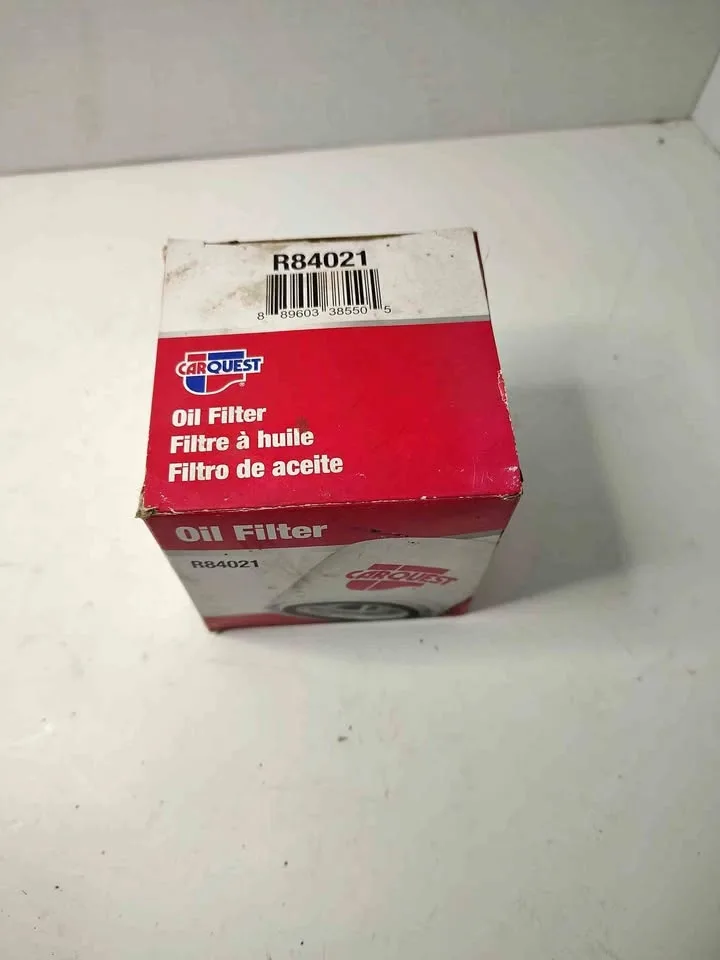 R84021
8 89603 38550 5
CARQUEST
Oil Filter
Filtre à huile
Filtro de aceite
Oil Filter
R84021
CARQUEST